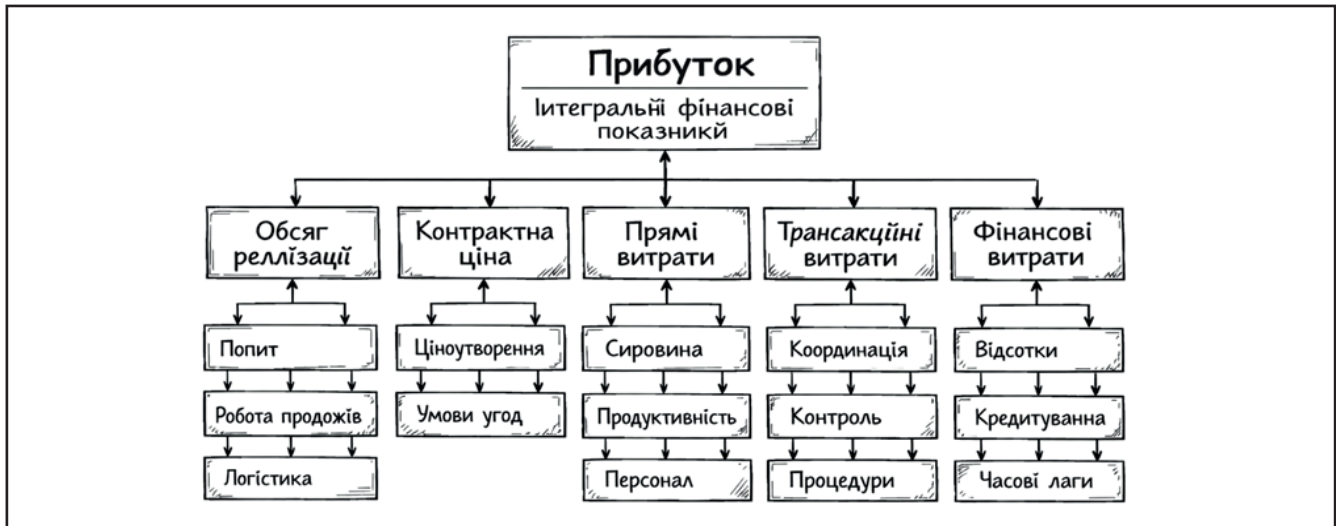 Прибуток
Інтегральні фінансові
показникй
Обсяг
реллізації
Контрактна
ціна
Прямі
витрати
Трансакційні
витрати
Фінансові
витрати
Попит
Робота продожів
Логістика
Ціноутворення
Умови угод
Сировина
Продуктивність
Персонал
Координація
Контроль
Процедури
Відсотки
Кредитуванна
Часові лаги